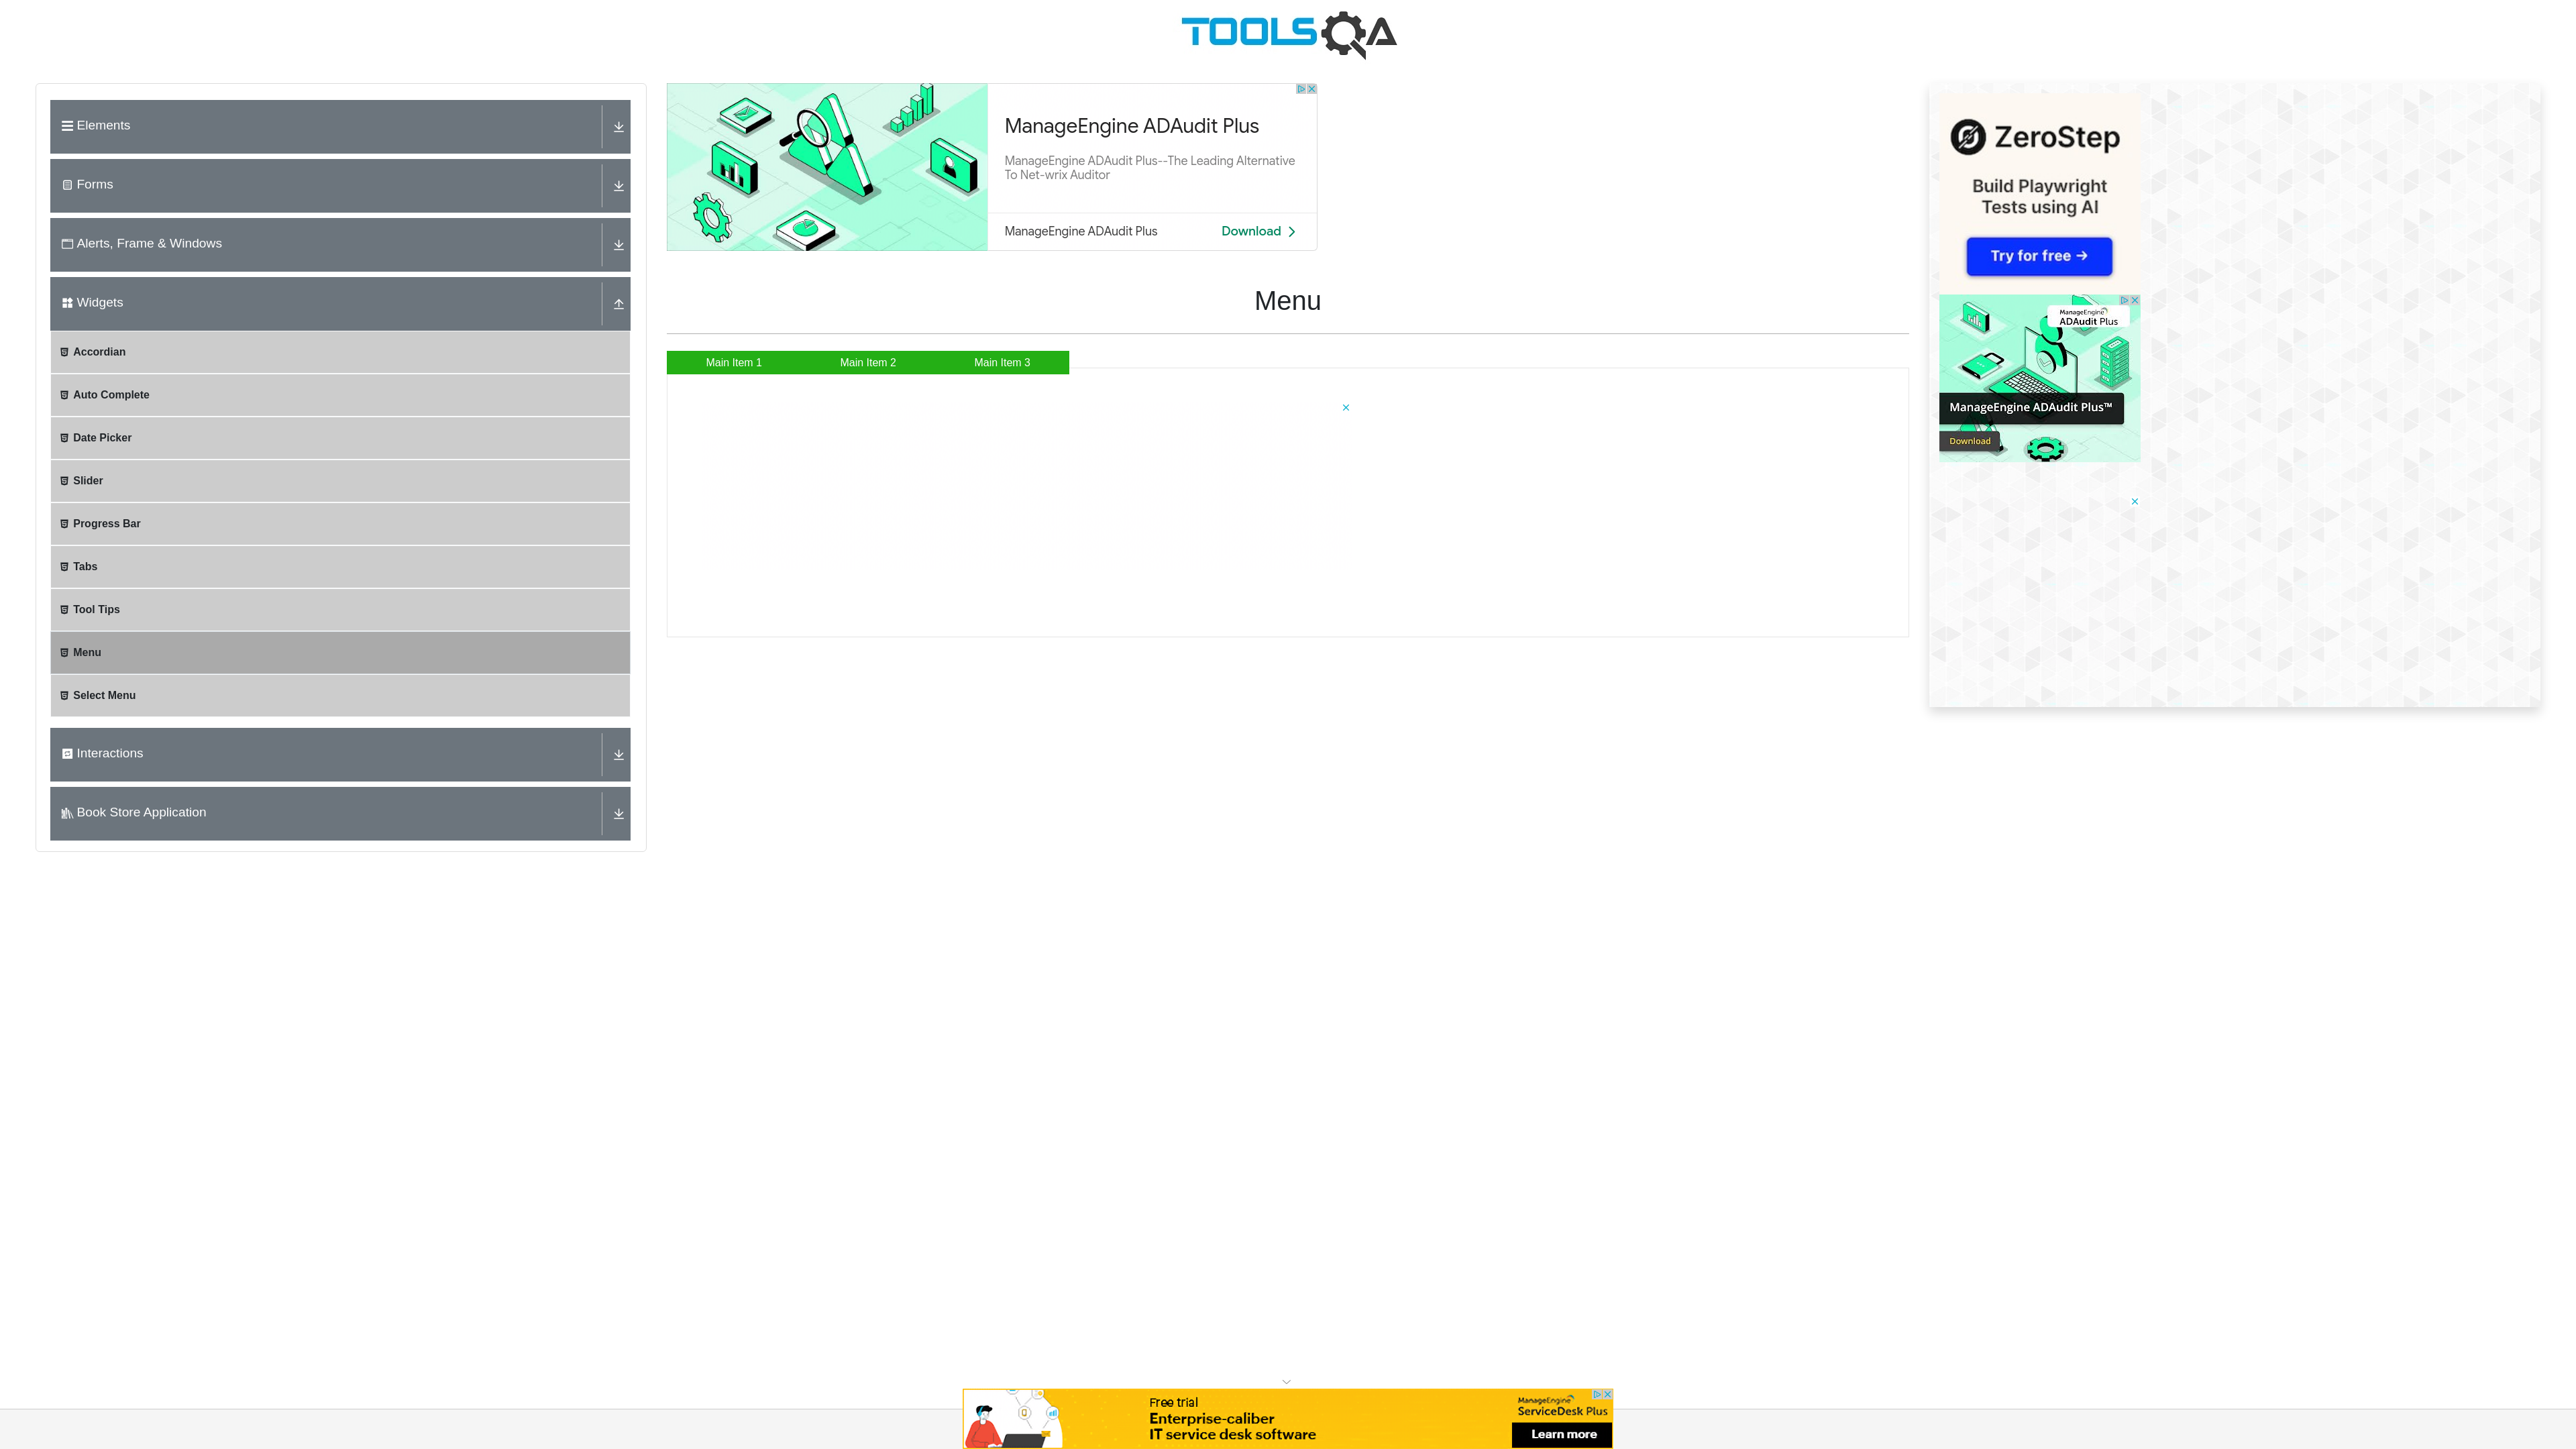 TOOLSQA
Elements
Forms
Alerts, Frame & Windows
Widgets
Accordian
Auto Complete
Date Picker
Slider
Progress Bar
Tabs
Tool Tips
Menu
Select Menu
Interactions
Book Store Application
ManageEngine ADAudit Plus
ManageEngine ADAudit Plus--The Leading Alternative
To Net-wrix Auditor
ManageEngine ADAudit Plus
Download
Menu
Main Item 1
Main Item 2
Main Item 3
ZeroStep
Build Playwright
Tests using AI
Try for free →
ManageEngine
ADAudit Plus
ManageEngine ADAudit Plus™
Download
Free trial
Enterprise-caliber
IT service desk software
ManageEngine
ServiceDesk Plus
Learn more